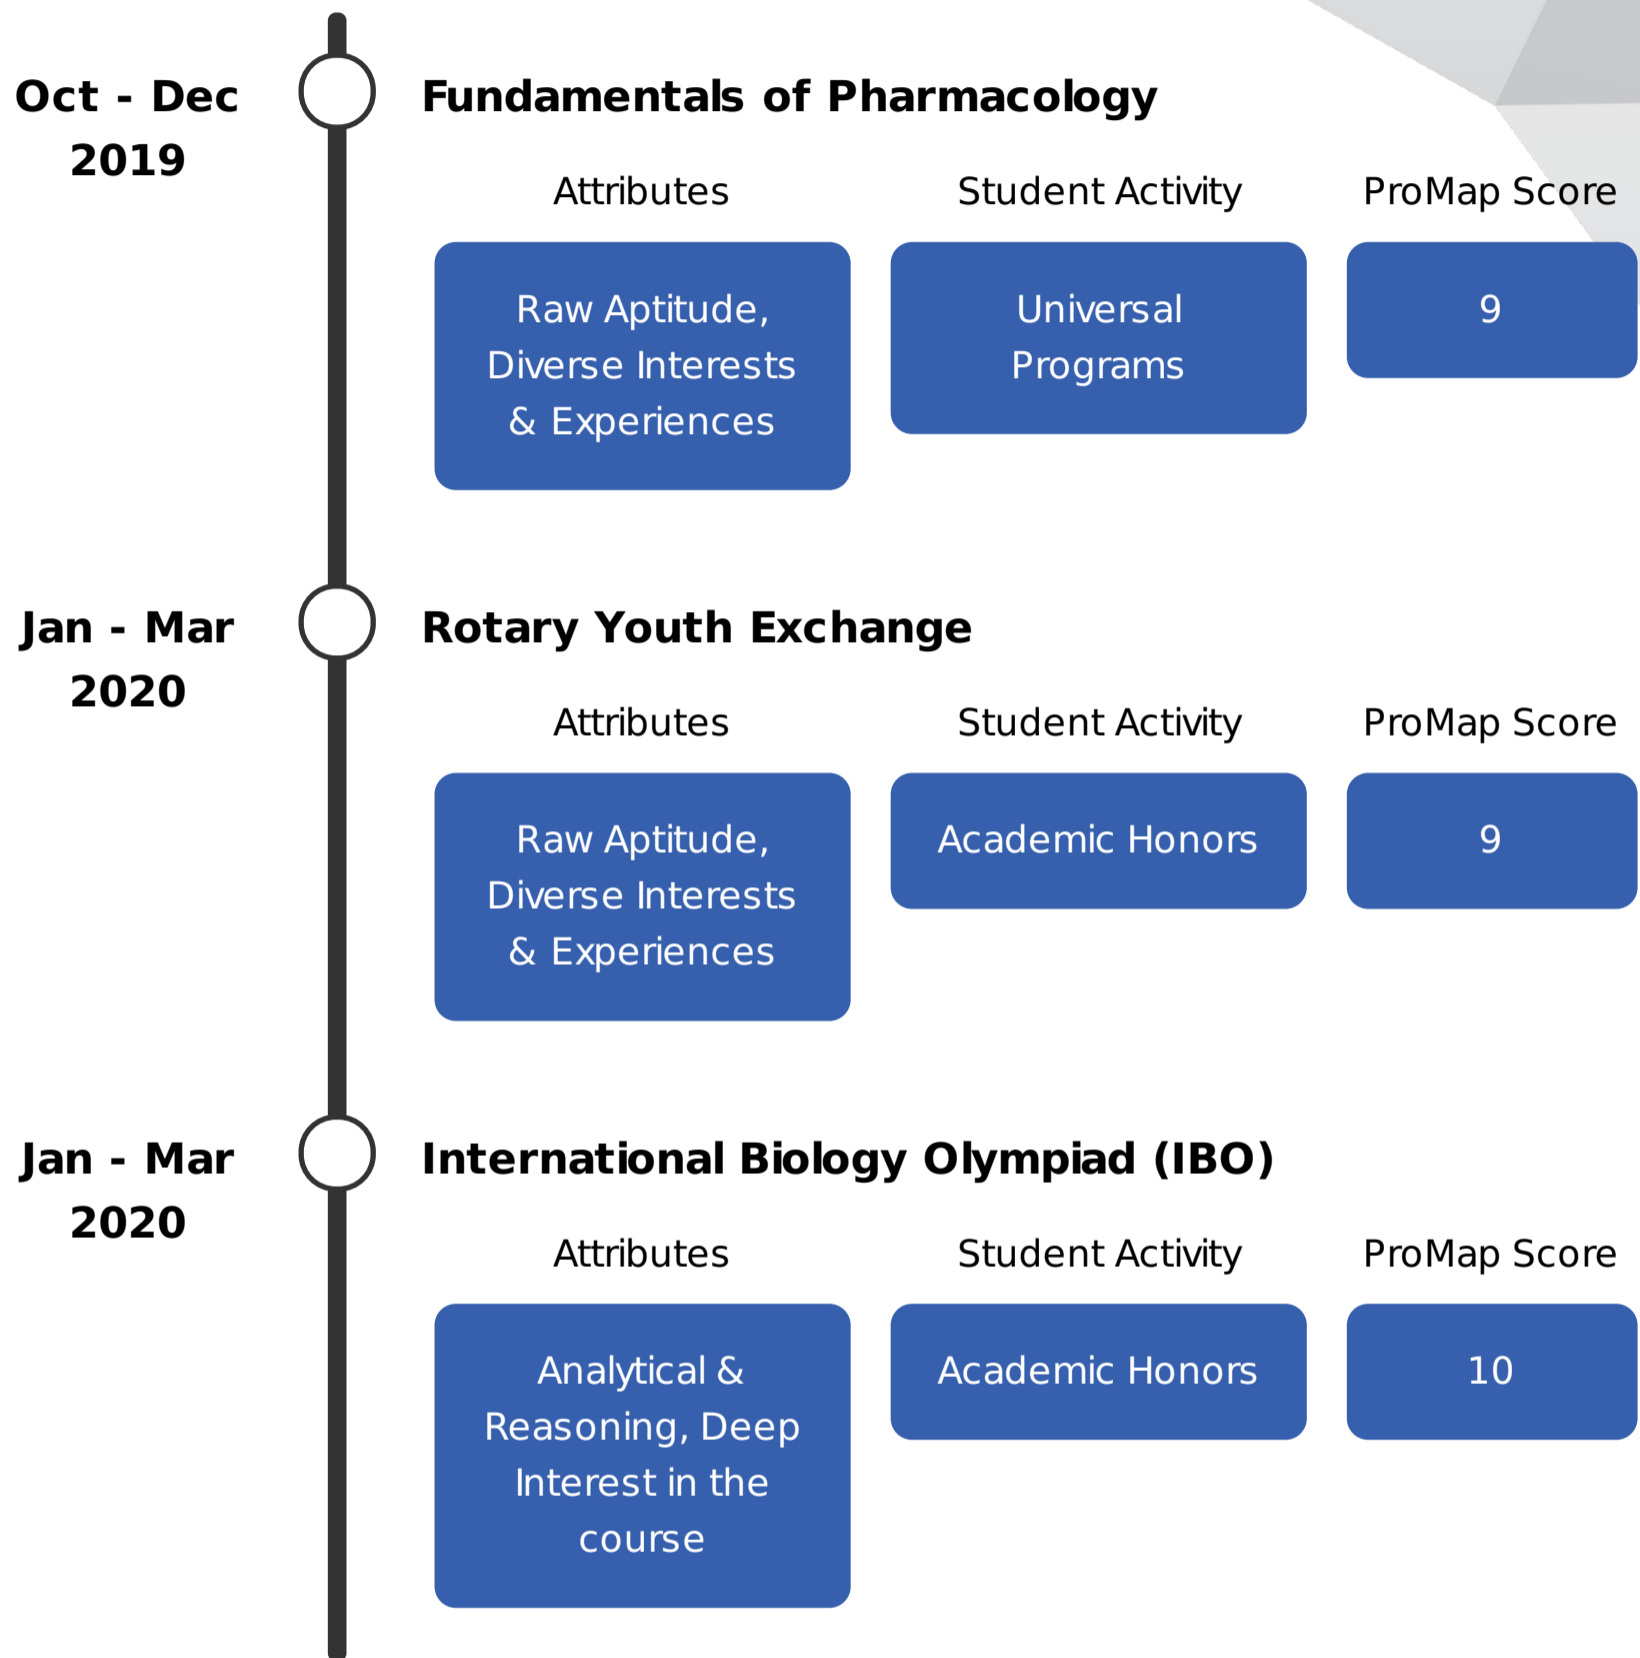 Oct - Dec
2019
Fundamentals of Pharmacology
Attributes
Student Activity
ProMap Score
Raw Aptitude,
Diverse Interests
& Experiences
Universal
Programs
9
Jan - Mar
2020
Rotary Youth Exchange
Attributes
Student Activity
ProMap Score
Raw Aptitude,
Diverse Interests
& Experiences
Academic Honors
9
Jan - Mar
2020
International Biology Olympiad (IBO)
Attributes
Student Activity
ProMap Score
Analytical &
Reasoning, Deep
Interest in the
course
Academic Honors
10